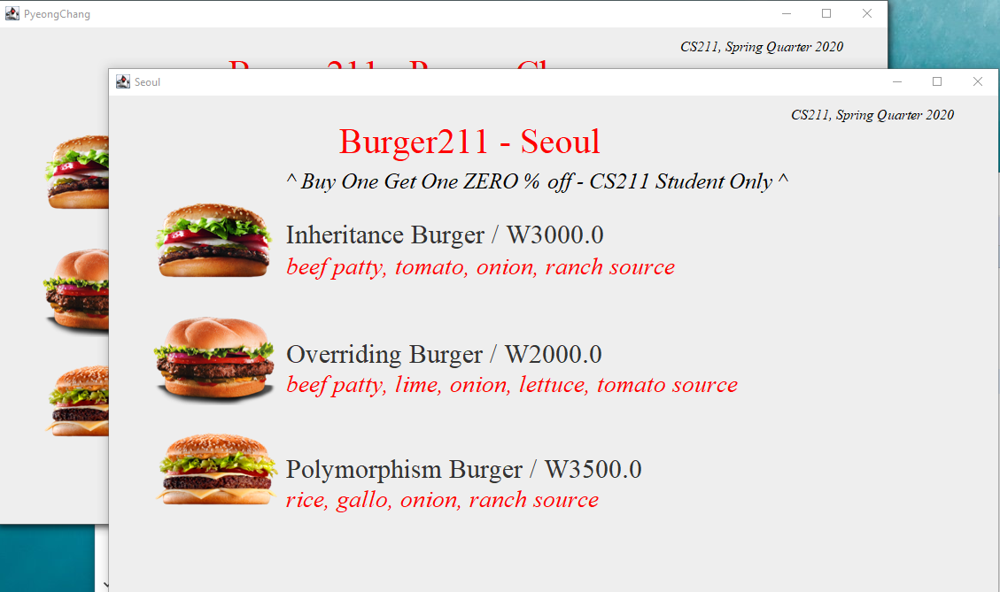 PyeongChang
CS211, Spring Quarter 2020
Seoul
CS211, Spring Quarter 2020
Burger211 - Seoul
^ Buy One Get One ZERO % off - CS211 Student Only ^
Inheritance Burger / W3000.0
beef patty, tomato, onion, ranch source
Overriding Burger / W2000.0
beef patty, lime, onion, lettuce, tomato source
Polymorphism Burger / W3500.0
rice, gallo, onion, ranch source